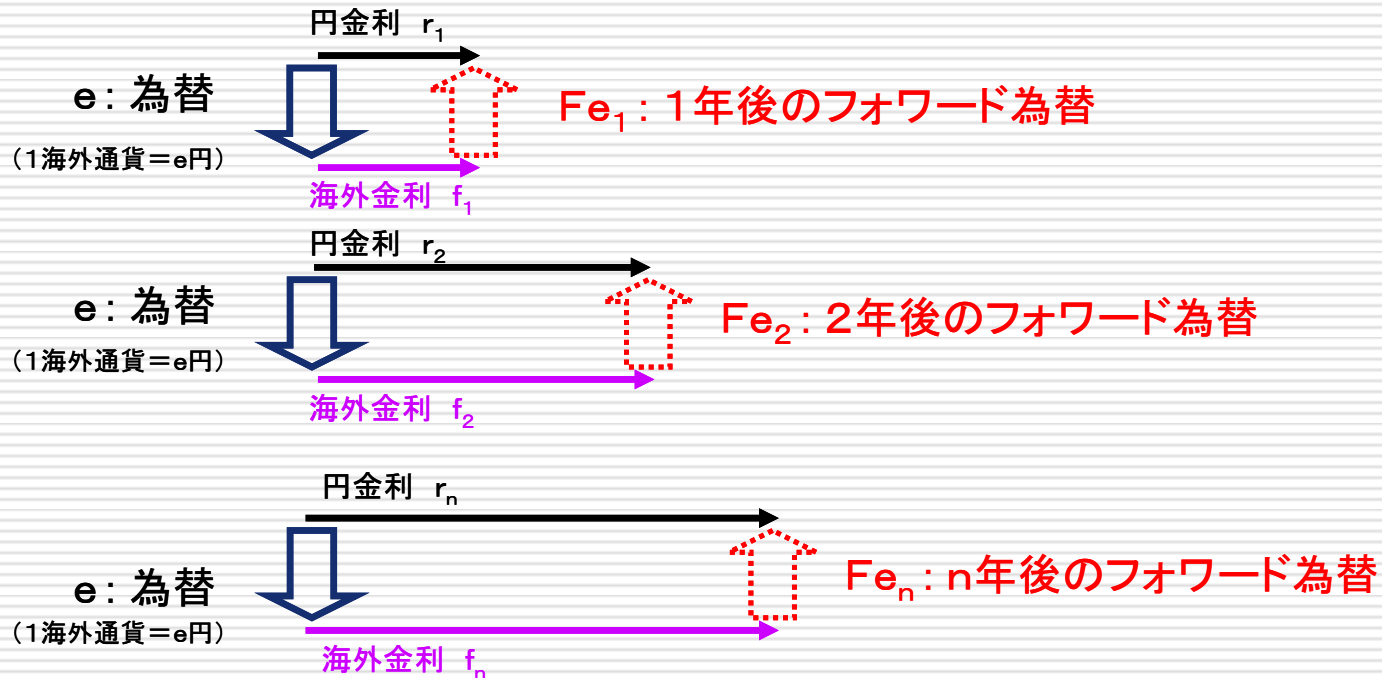 円金利 r₁
e：為替
Fe₁：1年後のフォワード為替
（1海外通貨＝e円）
海外金利 f₁
円金利 r₂
e：為替
Fe₂：2年後のフォワード為替
（1海外通貨＝e円）
海外金利 f₂
円金利 rₙ
e：為替
Feₙ：n年後のフォワード為替
（1海外通貨＝e円）
海外金利 fₙ